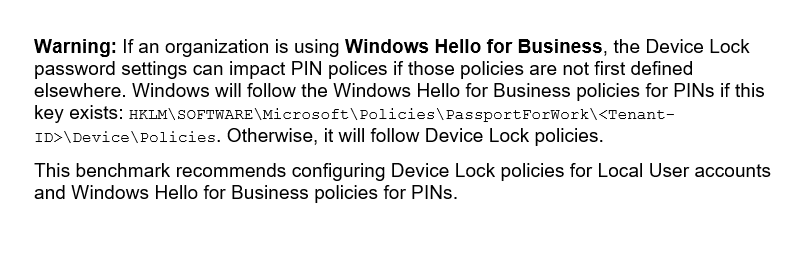 Warning: If an organization is using Windows Hello for Business, the Device Lock
password settings can impact PIN polices if those policies are not first defined
elsewhere. Windows will follow the Windows Hello for Business policies for PINs if this
key exists: HKLM\SOFTWARE\Microsoft\Policies\PassportForWork\<Tenant-
ID>\Device\Policies. Otherwise, it will follow Device Lock policies.
This benchmark recommends configuring Device Lock policies for Local User accounts
and Windows Hello for Business policies for PINs.